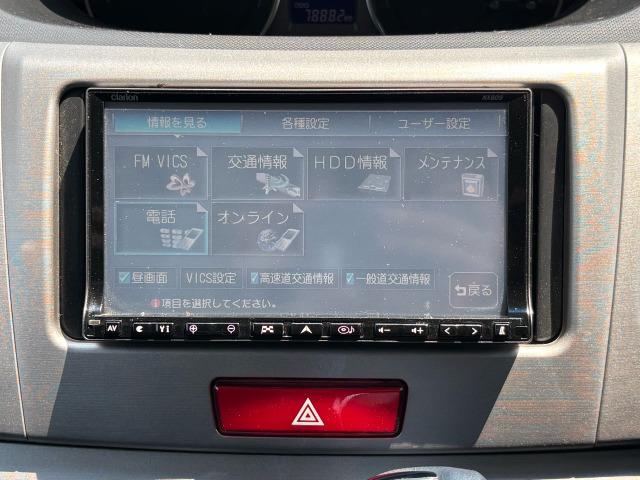 78882
clarion NX809
情報を見る 各種設定 ユーザー設定
FM VICS 交通情報 HDD情報 メンテナンス
電話 オンライン
昼画面 VICS設定 高速道交通情報 一般道交通情報
項目を選択してください。
戻る
AV